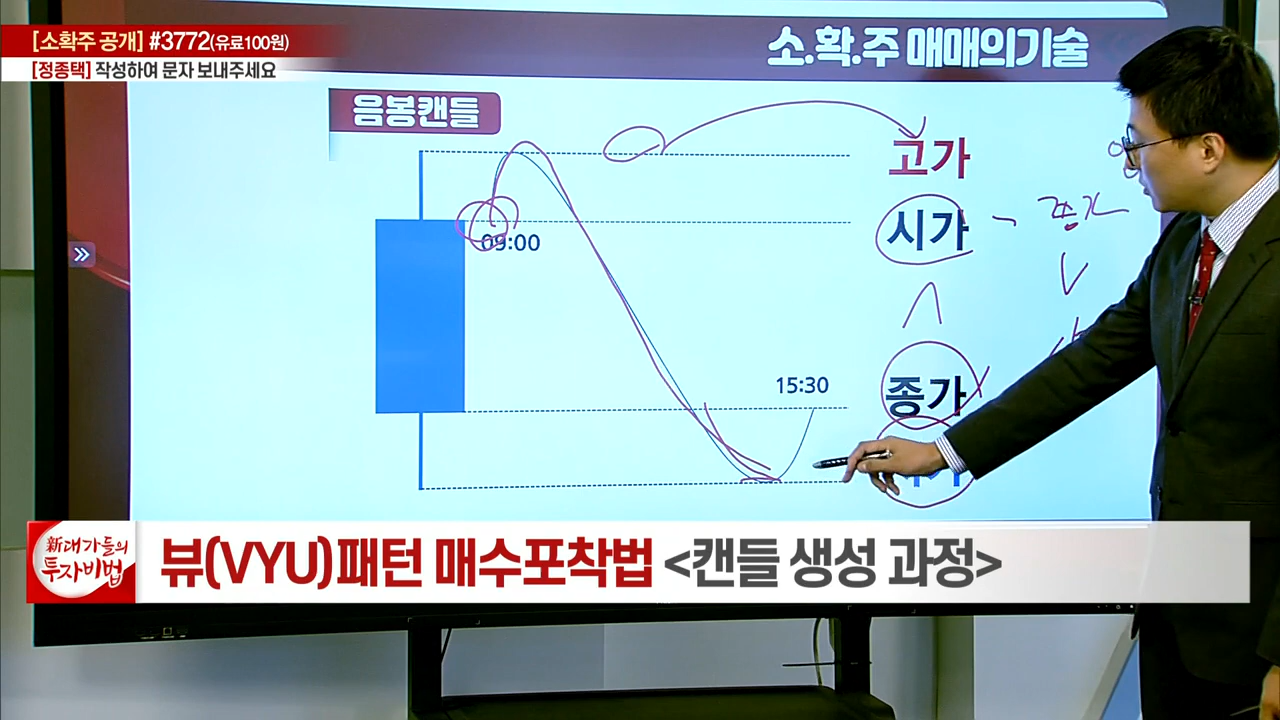 [소확주 공개] #3772(유료100원)
[정종택] 작성하여 문자 보내주세요
소.확.주 매매의기술
음봉캔들
고가
09:00
시가
종가
15:30
종가
新대가들의
투자비법
뷰(VYU)패턴 매수포착법 <캔들 생성 과정>